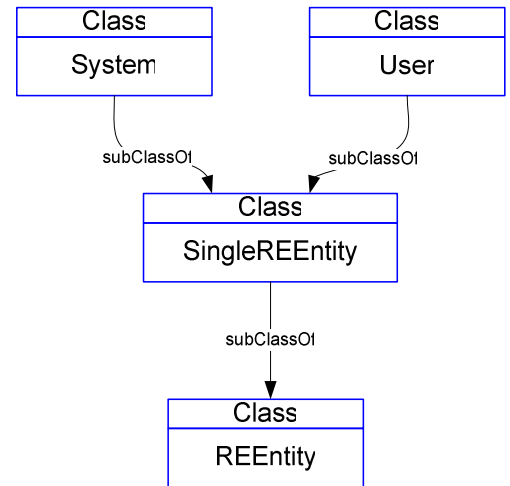 Class
System
Class
User
subClassOf
subClassOf
Class
SingleREEntity
subClassOf
Class
REEntity